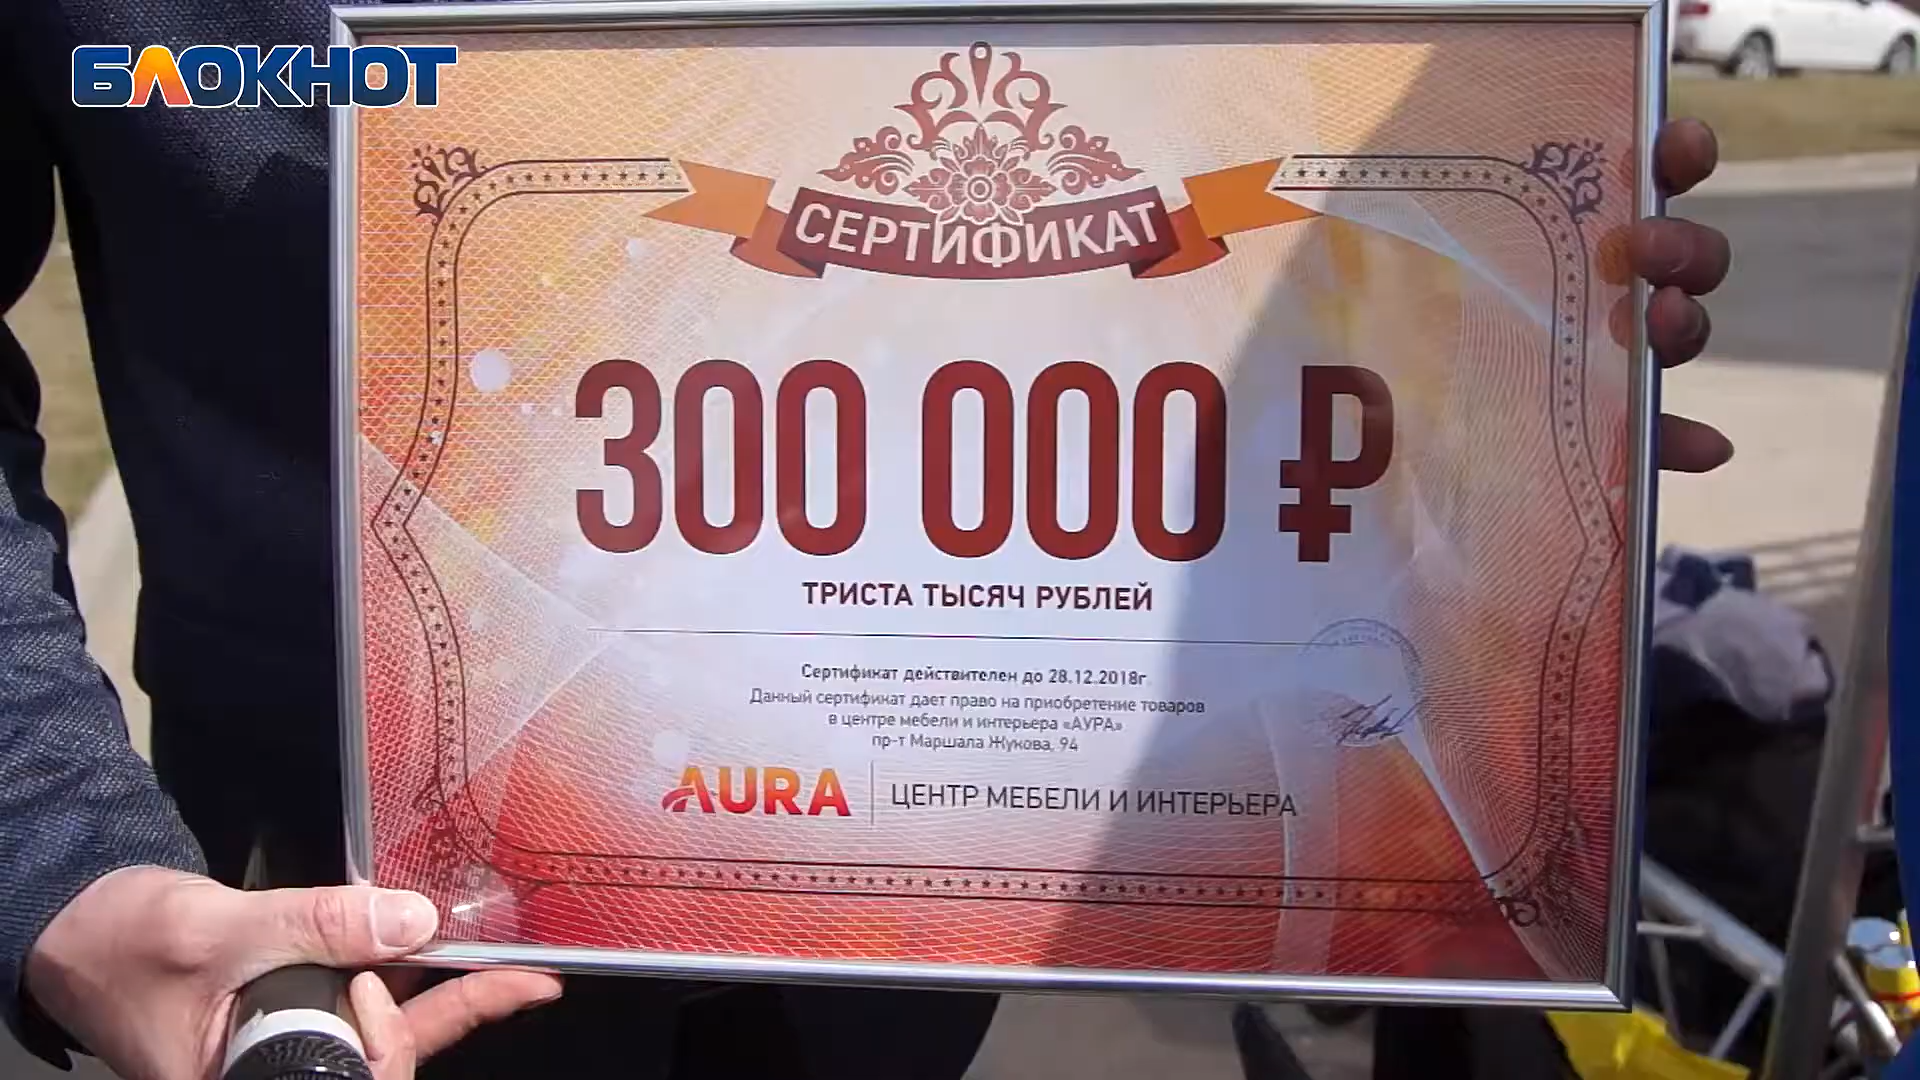 БЛОКНОТ
СЕРТИФИКАТ
300 000 ₽
ТРИСТА ТЫСЯЧ РУБЛЕЙ
Сертификат действителен до 28.12.2018г.
Данный сертификат дает право на приобретение товаров
в центре мебели и интерьера «АУРА»
пр-т Маршала Жукова, 94
AURA
ЦЕНТР МЕБЕЛИ И ИНТЕРЬЕРА